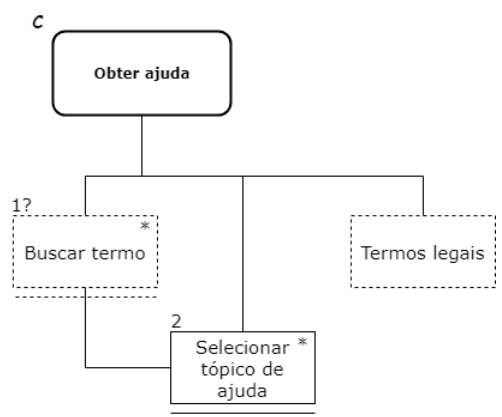 C
Obter ajuda
1?
*
Buscar termo
Termos legais
2
Selecionar *
tópico de
ajuda